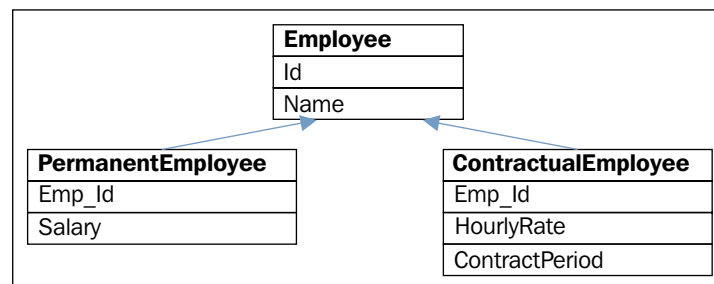 Employee
Id
Name
PermanentEmployee
Emp_Id
Salary
ContractualEmployee
Emp_Id
HourlyRate
ContractPeriod